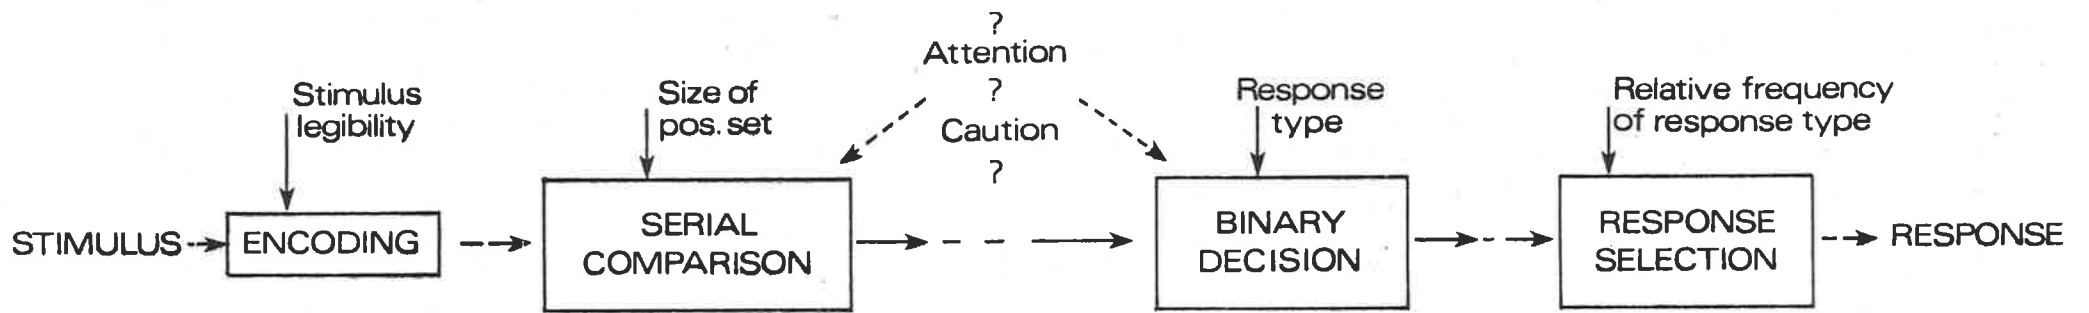 ?
Attention
?
Caution
?
Stimulus
legibility
Size of
pos. set
Response
type
Relative frequency
of response type
STIMULUS
ENCODING
SERIAL
COMPARISON
BINARY
DECISION
RESPONSE
SELECTION
RESPONSE